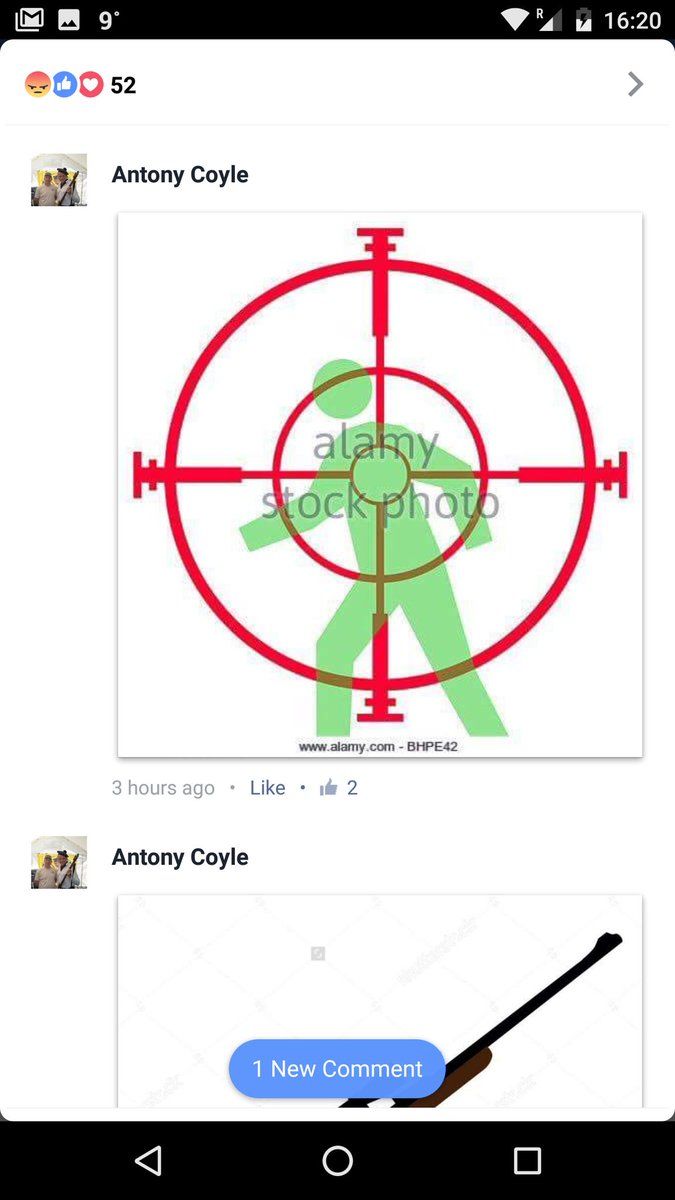 9°
R
16:20
52
Antony Coyle
alamy
stock photo
www.alamy.com - BHPE42
3 hours ago • Like • 2
Antony Coyle
1 New Comment